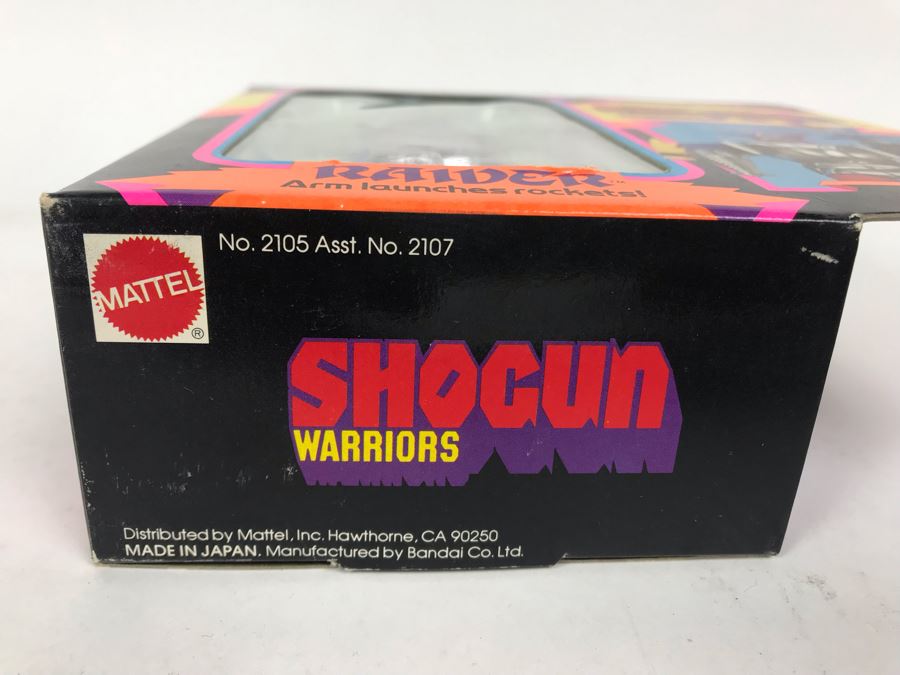 RAIDER™
Arm launches rockets!
MATTEL
®
No. 2105 Asst. No. 2107
SHOGUN
WARRIORS
Distributed by Mattel, Inc. Hawthorne, CA 90250
MADE IN JAPAN. Manufactured by Bandai Co. Ltd.